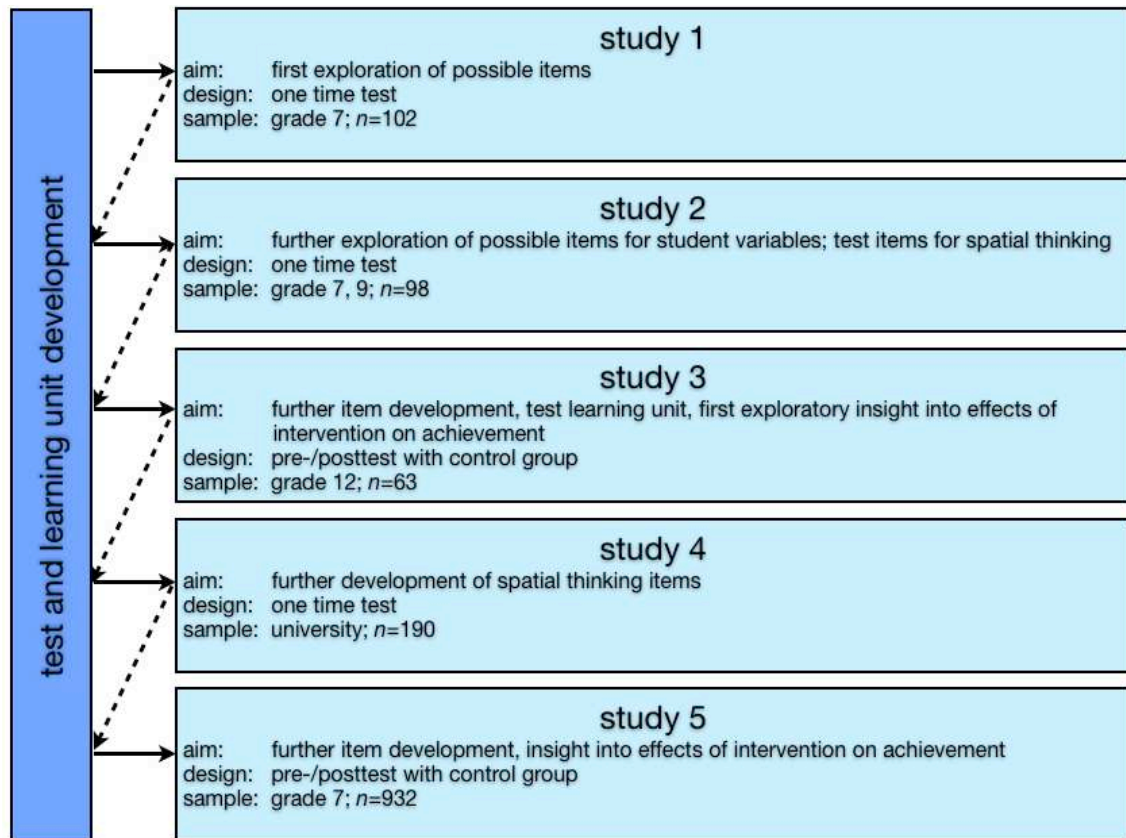 test and learning unit development
study 1
aim: first exploration of possible items
design: one time test
sample: grade 7; n=102
study 2
aim: further exploration of possible items for student variables; test items for spatial thinking
design: one time test
sample: grade 7, 9; n=98
study 3
aim: further item development, test learning unit, first exploratory insight into effects of
intervention on achievement
design: pre-/posttest with control group
sample: grade 12; n=63
study 4
aim: further development of spatial thinking items
design: one time test
sample: university; n=190
study 5
aim: further item development, insight into effects of intervention on achievement
design: pre-/posttest with control group
sample: grade 7; n=932